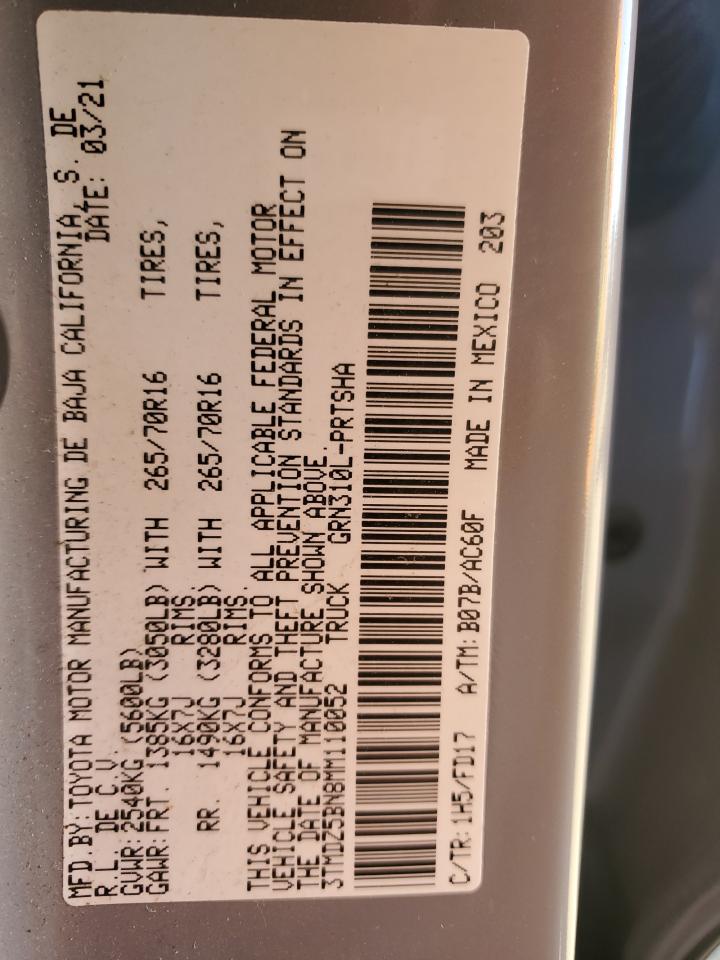 MFD.BY:TOYOTA MOTOR MANUFACTURING DE BAJA CALIFORNIA, S. DE
R.L.DE C.V. DATE: 03/21
GVWR:2540KG (5600LB)
GAWR:FRT. 1385KG (3050LB) WITH 265/70R16 TIRES,
16X7J RIMS.
RR. 1490KG (3280LB) WITH 265/70R16 TIRES,
16X7J RIMS.
THIS VEHICLE CONFORMS TO ALL APPLICABLE FEDERAL MOTOR
VEHICLE SAFETY AND THEFT PREVENTION STANDARDS IN EFFECT ON
THE DATE OF MANUFACTURE SHOWN ABOVE.
3TMDZ5BN8MM110052 TRUCK GRN310L-PRTSHA
C/TR:1H5/FD17 A/TM:B07B/AC60F MADE IN MEXICO 203